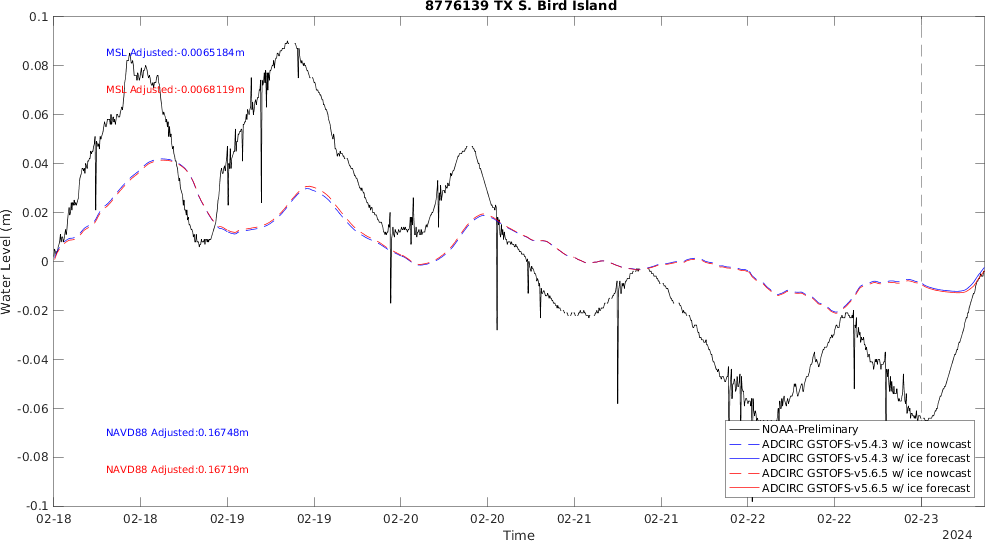 8776139 TX S. Bird Island
0.1
0.08
0.06
0.04
0.02
0
-0.02
-0.04
-0.06
-0.08
-0.1
Water Level (m)
MSL Adjusted:-0.0065184m
MSL Adjusted:-0.0068119m
NAVD88 Adjusted:0.16748m
NAVD88 Adjusted:0.16719m
NOAA-Preliminary
ADCIRC GSTOFS-v5.4.3 w/ ice nowcast
ADCIRC GSTOFS-v5.4.3 w/ ice forecast
ADCIRC GSTOFS-v5.6.5 w/ ice nowcast
ADCIRC GSTOFS-v5.6.5 w/ ice forecast
02-18 02-18 02-19 02-19 02-20 02-20 02-21 02-21 02-22 02-22 02-23
Time
2024